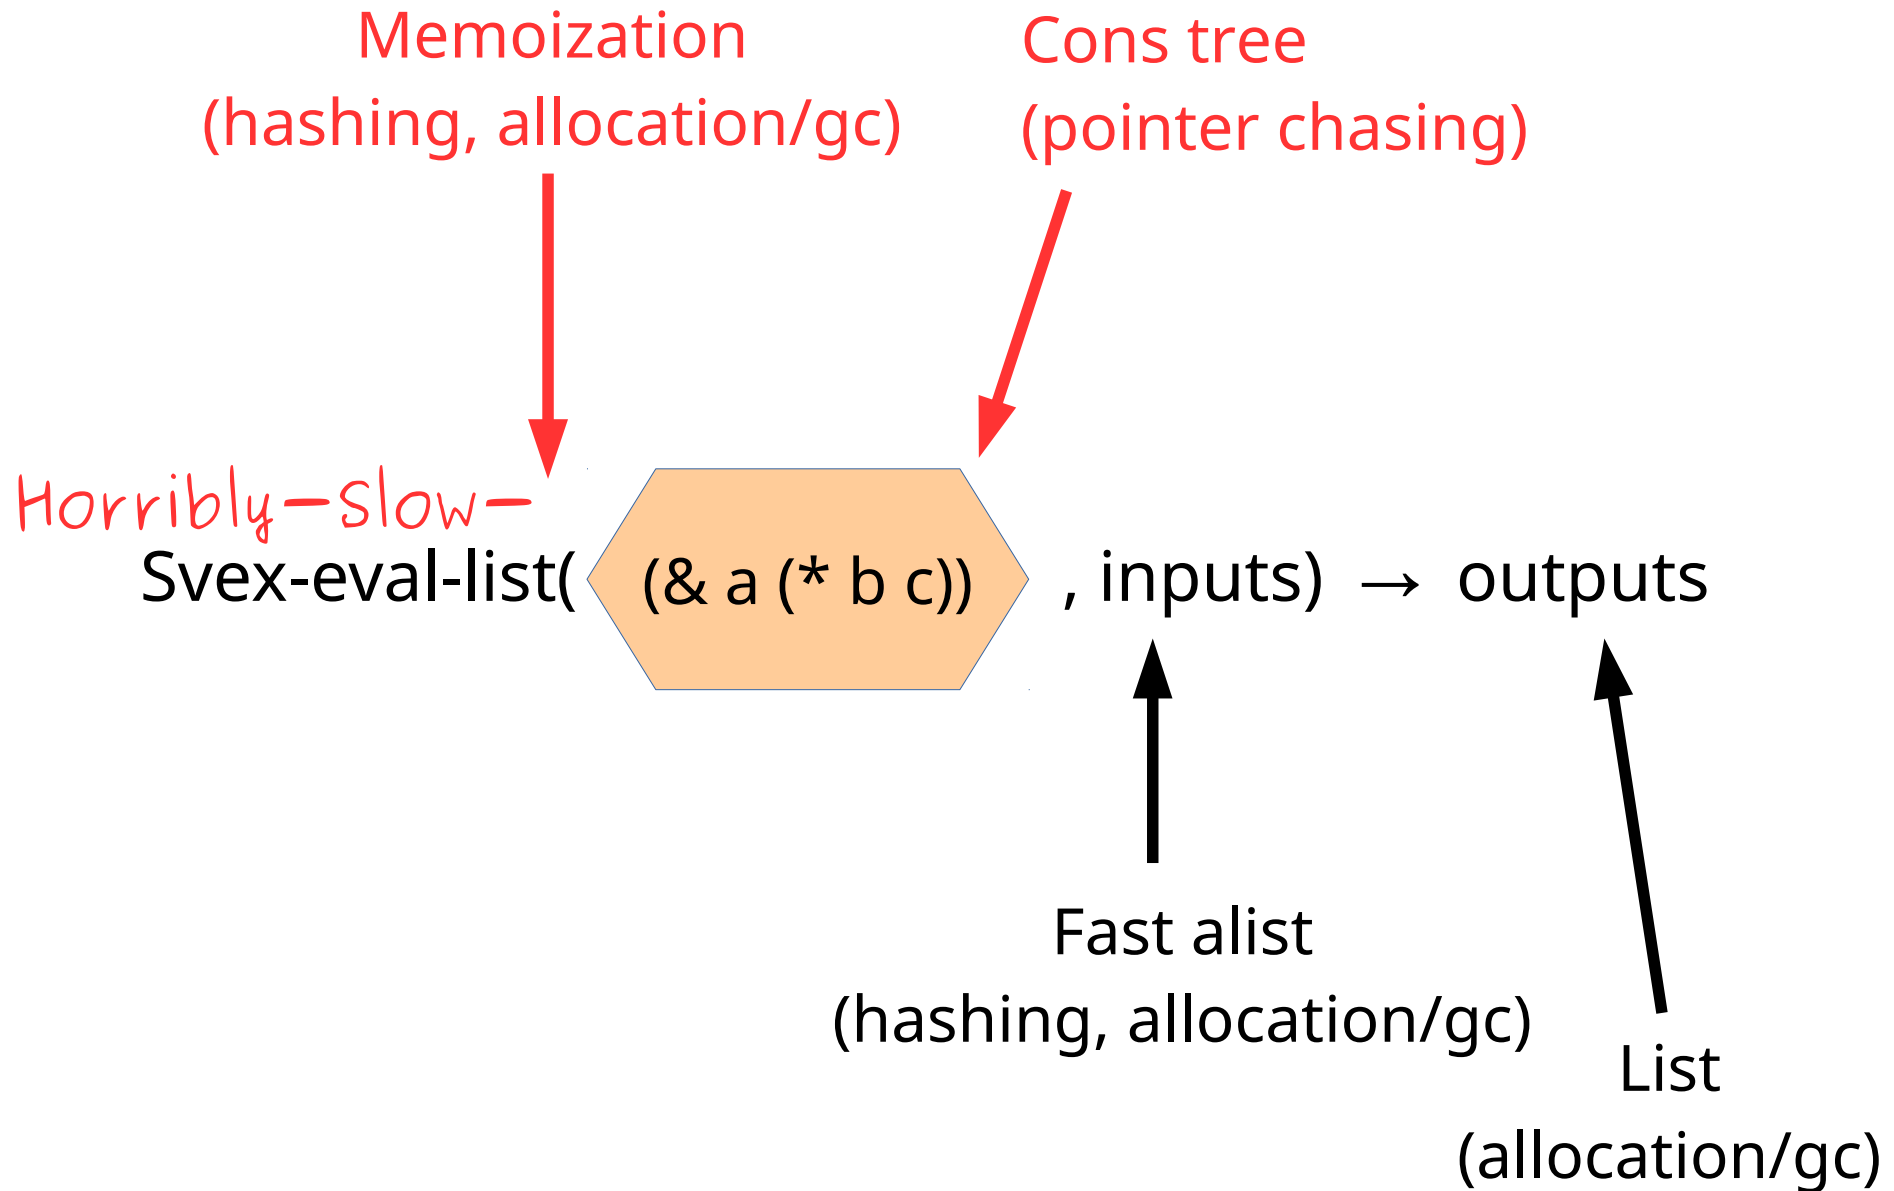 Memoization
(hashing, allocation/gc)
Cons tree
(pointer chasing)
Horribly-slow-
Svex-eval-list( (& a (* b c)) , inputs) → outputs
Fast alist
(hashing, allocation/gc)
List
(allocation/gc)